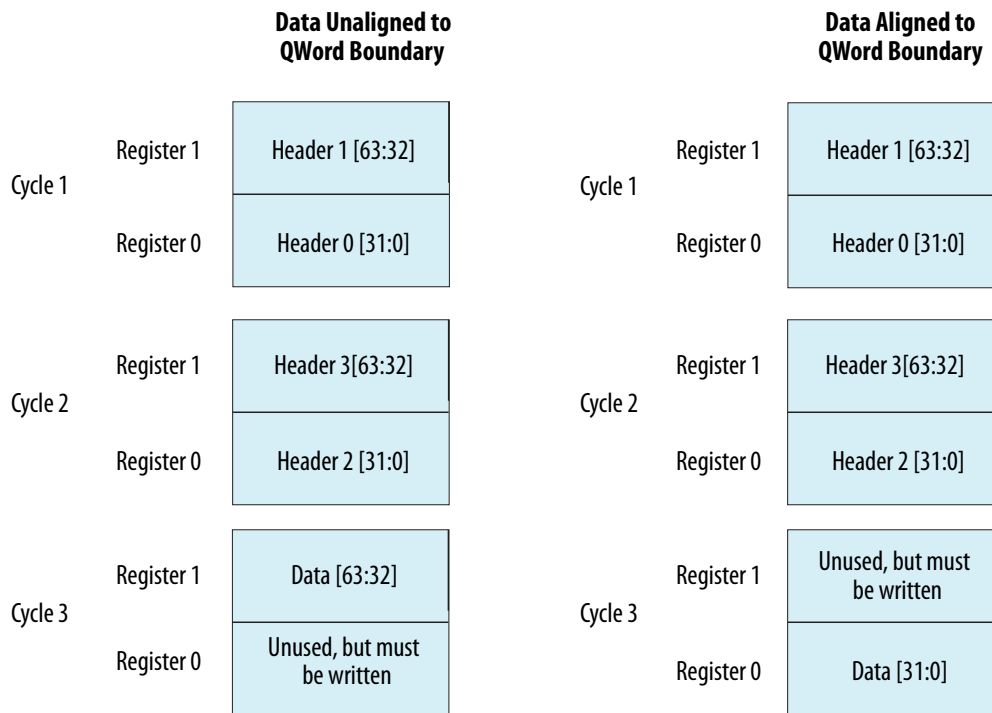 Data Unaligned to
QWord Boundary
Data Aligned to
QWord Boundary
Cycle 1
Register 1
Header 1 [63:32]
Register 0
Header 0 [31:0]
Cycle 1
Register 1
Header 1 [63:32]
Register 0
Header 0 [31:0]
Cycle 2
Register 1
Header 3[63:32]
Register 0
Header 2 [31:0]
Cycle 2
Register 1
Header 3[63:32]
Register 0
Header 2 [31:0]
Cycle 3
Register 1
Data [63:32]
Register 0
Unused, but must
be written
Cycle 3
Register 1
Unused, but must
be written
Register 0
Data [31:0]